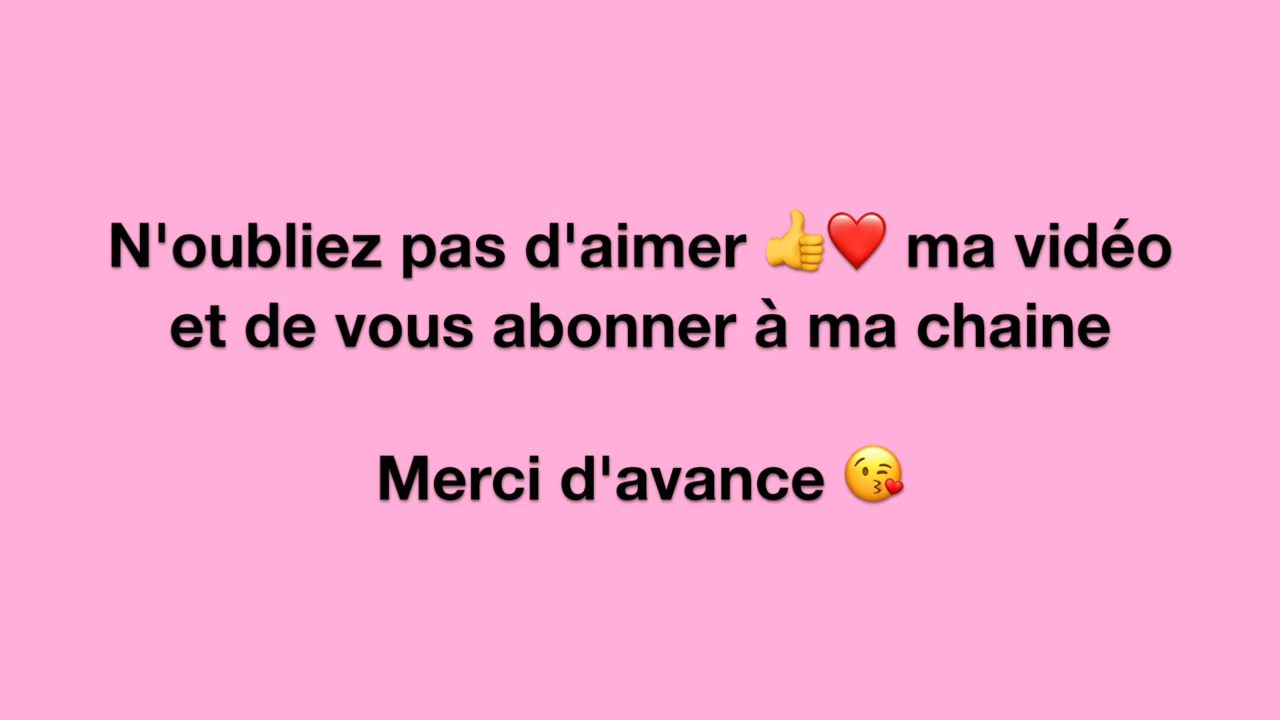 N'oubliez pas d'aimer 👍❤️ ma vidéo
et de vous abonner à ma chaine
Merci d'avance 😘